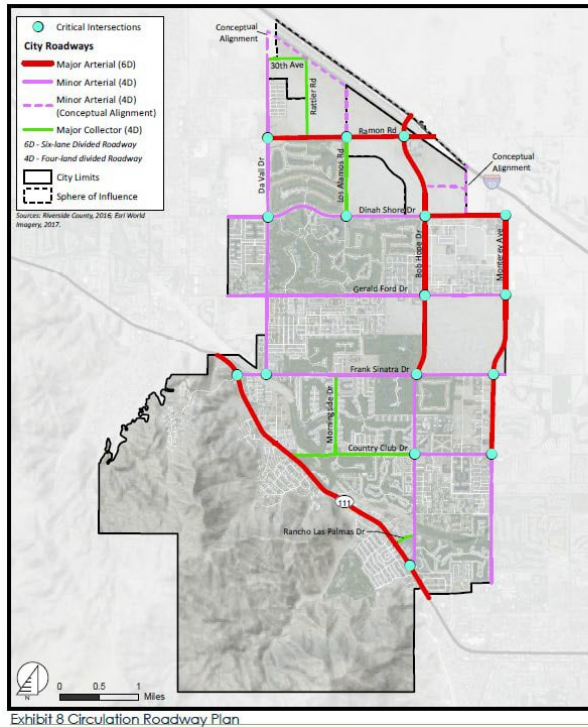 Critical Intersections
City Roadways
Major Arterial (6D)
Minor Arterial (4D)
Minor Arterial (4D)
(Conceptual Alignment)
Major Collector (4D)
6D - Six-lane Divided Roadway
4D - Four-land divided Roadway
City Limits
Sphere of Influence
Sources: Riverside County, 2016; Esri World
Imagery, 2017.
Conceptual
Alignment
30th Ave
Rattler Rd
Ramon Rd
Da Vall Dr
Los Alamos Rd
Conceptual
Alignment
Dinah Shore Dr
Bob Hope Dr
Monterey Ave
Gerald Ford Dr
Frank Sinatra Dr
Morningside Dr
Country Club Dr
111
Rancho Las Palmas Dr
N
0 0.5 1
Miles
Exhibit 8 Circulation Roadway Plan